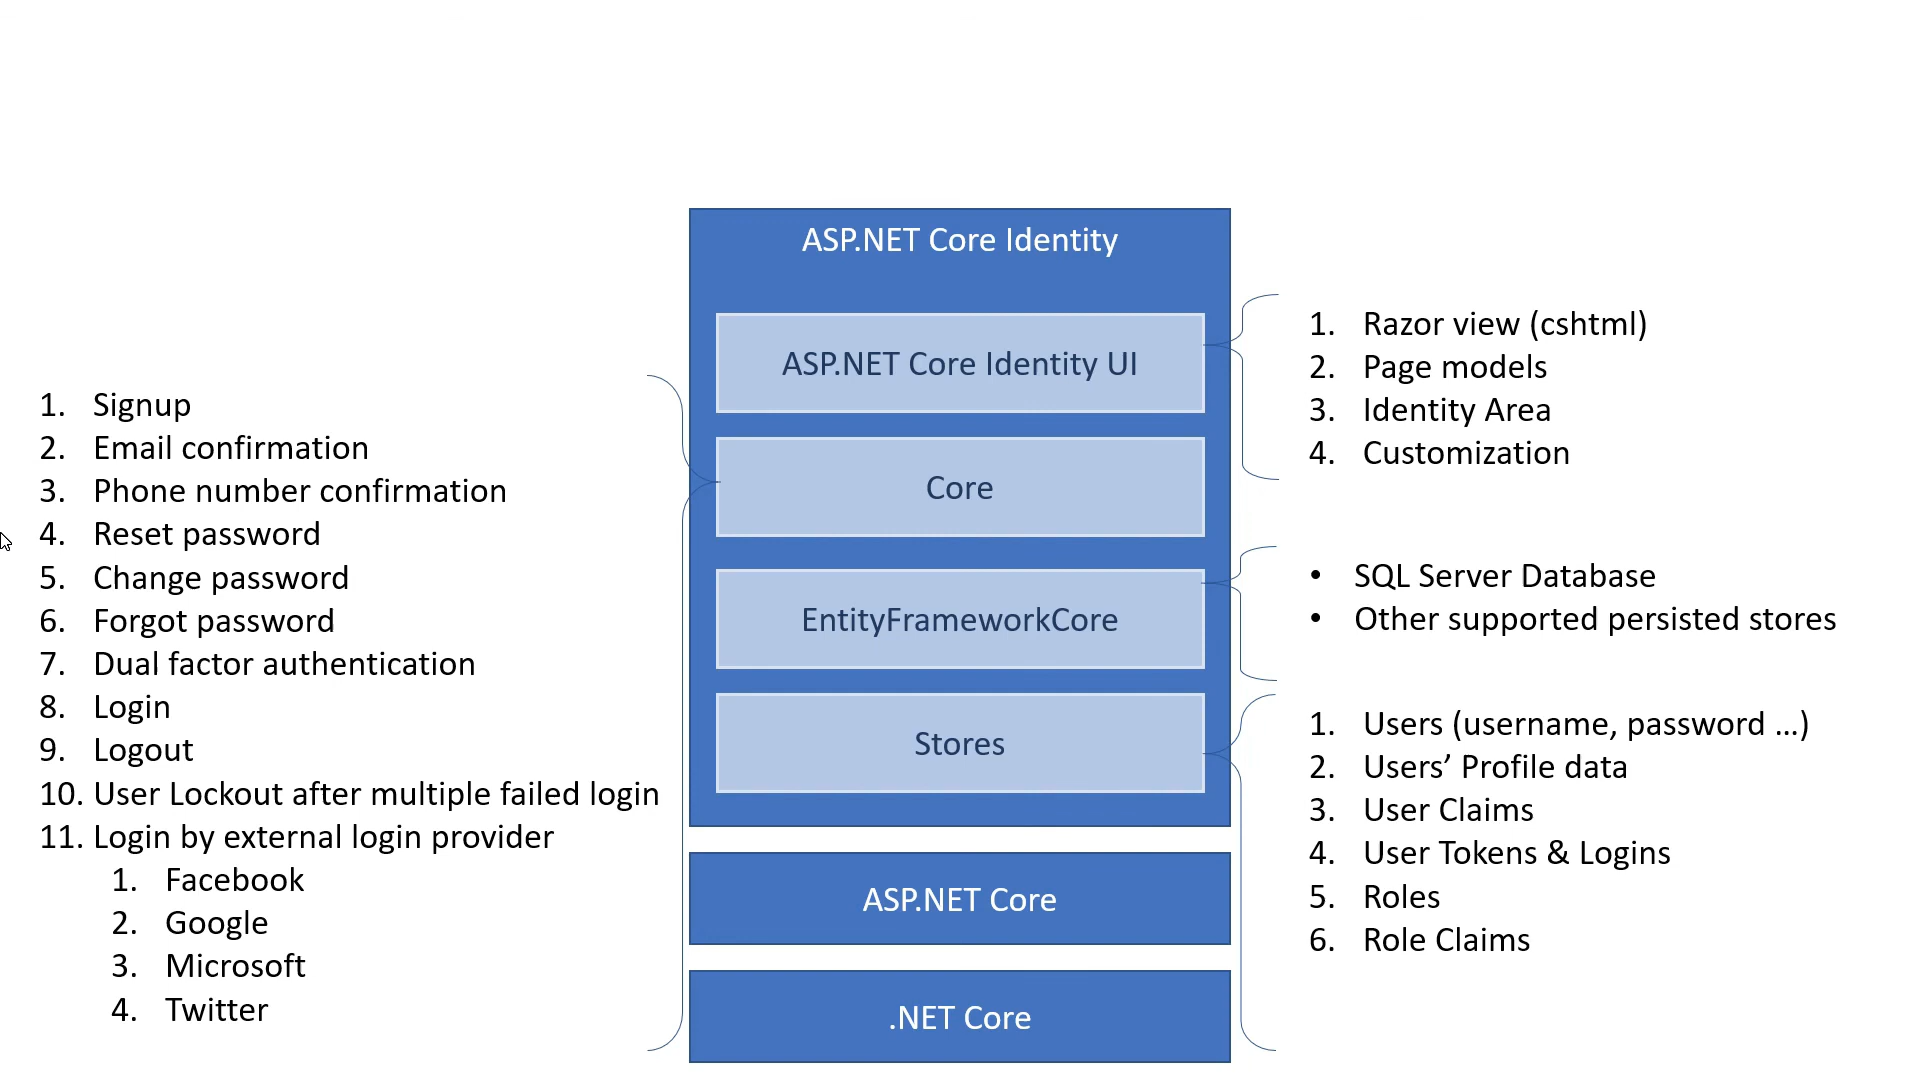 ASP.NET Core Identity
ASP.NET Core Identity UI
Core
EntityFrameworkCore
Stores
ASP.NET Core
.NET Core
1. Signup
2. Email confirmation
3. Phone number confirmation
4. Reset password
5. Change password
6. Forgot password
7. Dual factor authentication
8. Login
9. Logout
10. User Lockout after multiple failed login
11. Login by external login provider
1. Facebook
2. Google
3. Microsoft
4. Twitter
1. Razor view (cshtml)
2. Page models
3. Identity Area
4. Customization
• SQL Server Database
• Other supported persisted stores
1. Users (username, password ...)
2. Users’ Profile data
3. User Claims
4. User Tokens & Logins
5. Roles
6. Role Claims